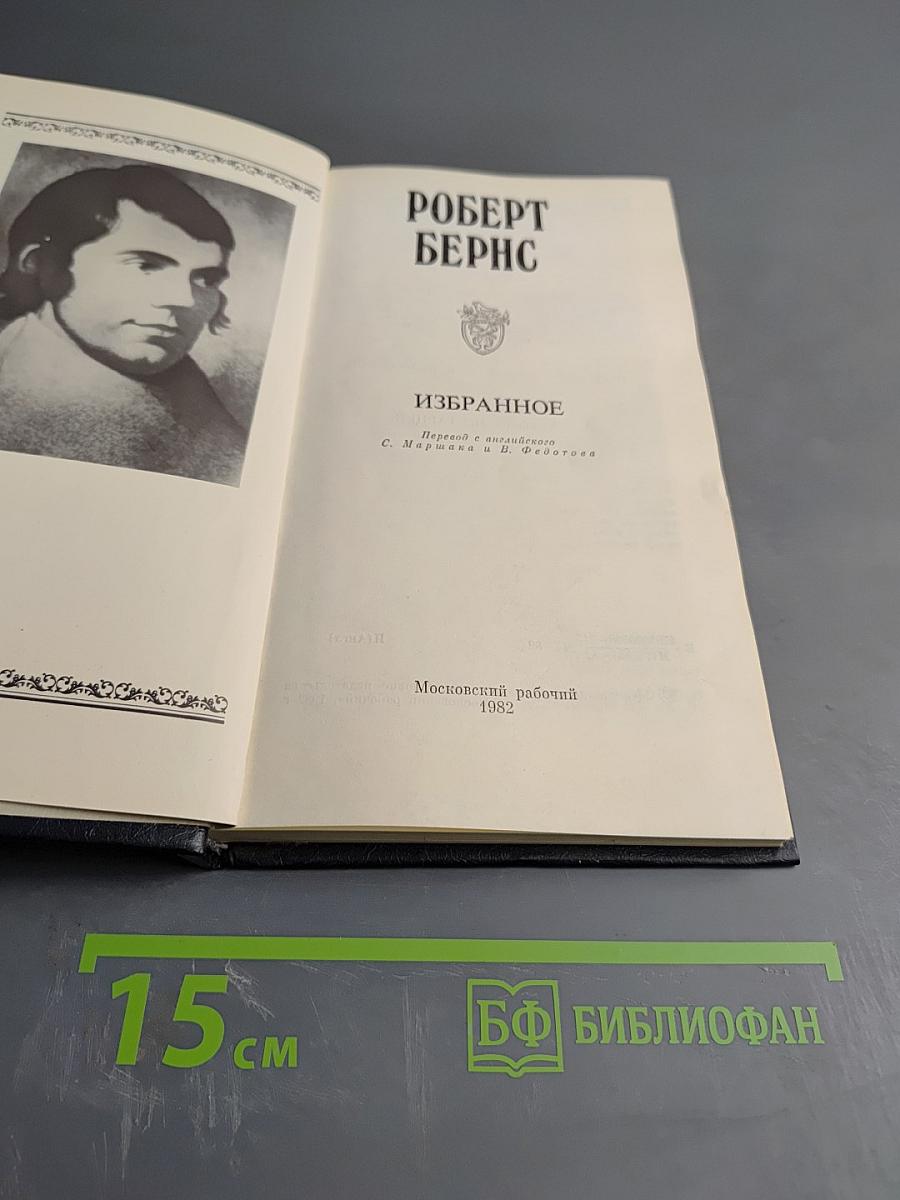 РОБЕРТ
БЕРНС
ИЗБРАННОЕ
Перевод с английского
С. Маршака и В. Федотова
Московский рабочий
1982
15 см
БФ БИБЛИОФАН